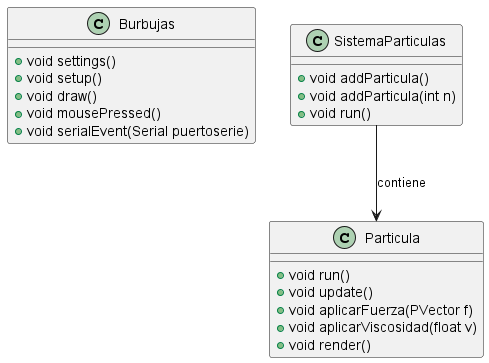 C Burbujas
void settings()
void setup()
void draw()
void mousePressed()
void serialEvent(Serial puertoserie)
C SistemaParticulas
void addParticula()
void addParticula(int n)
void run()
contiene
C Particula
void run()
void update()
void aplicarFuerza(PVector f)
void aplicarViscosidad(float v)
void render()